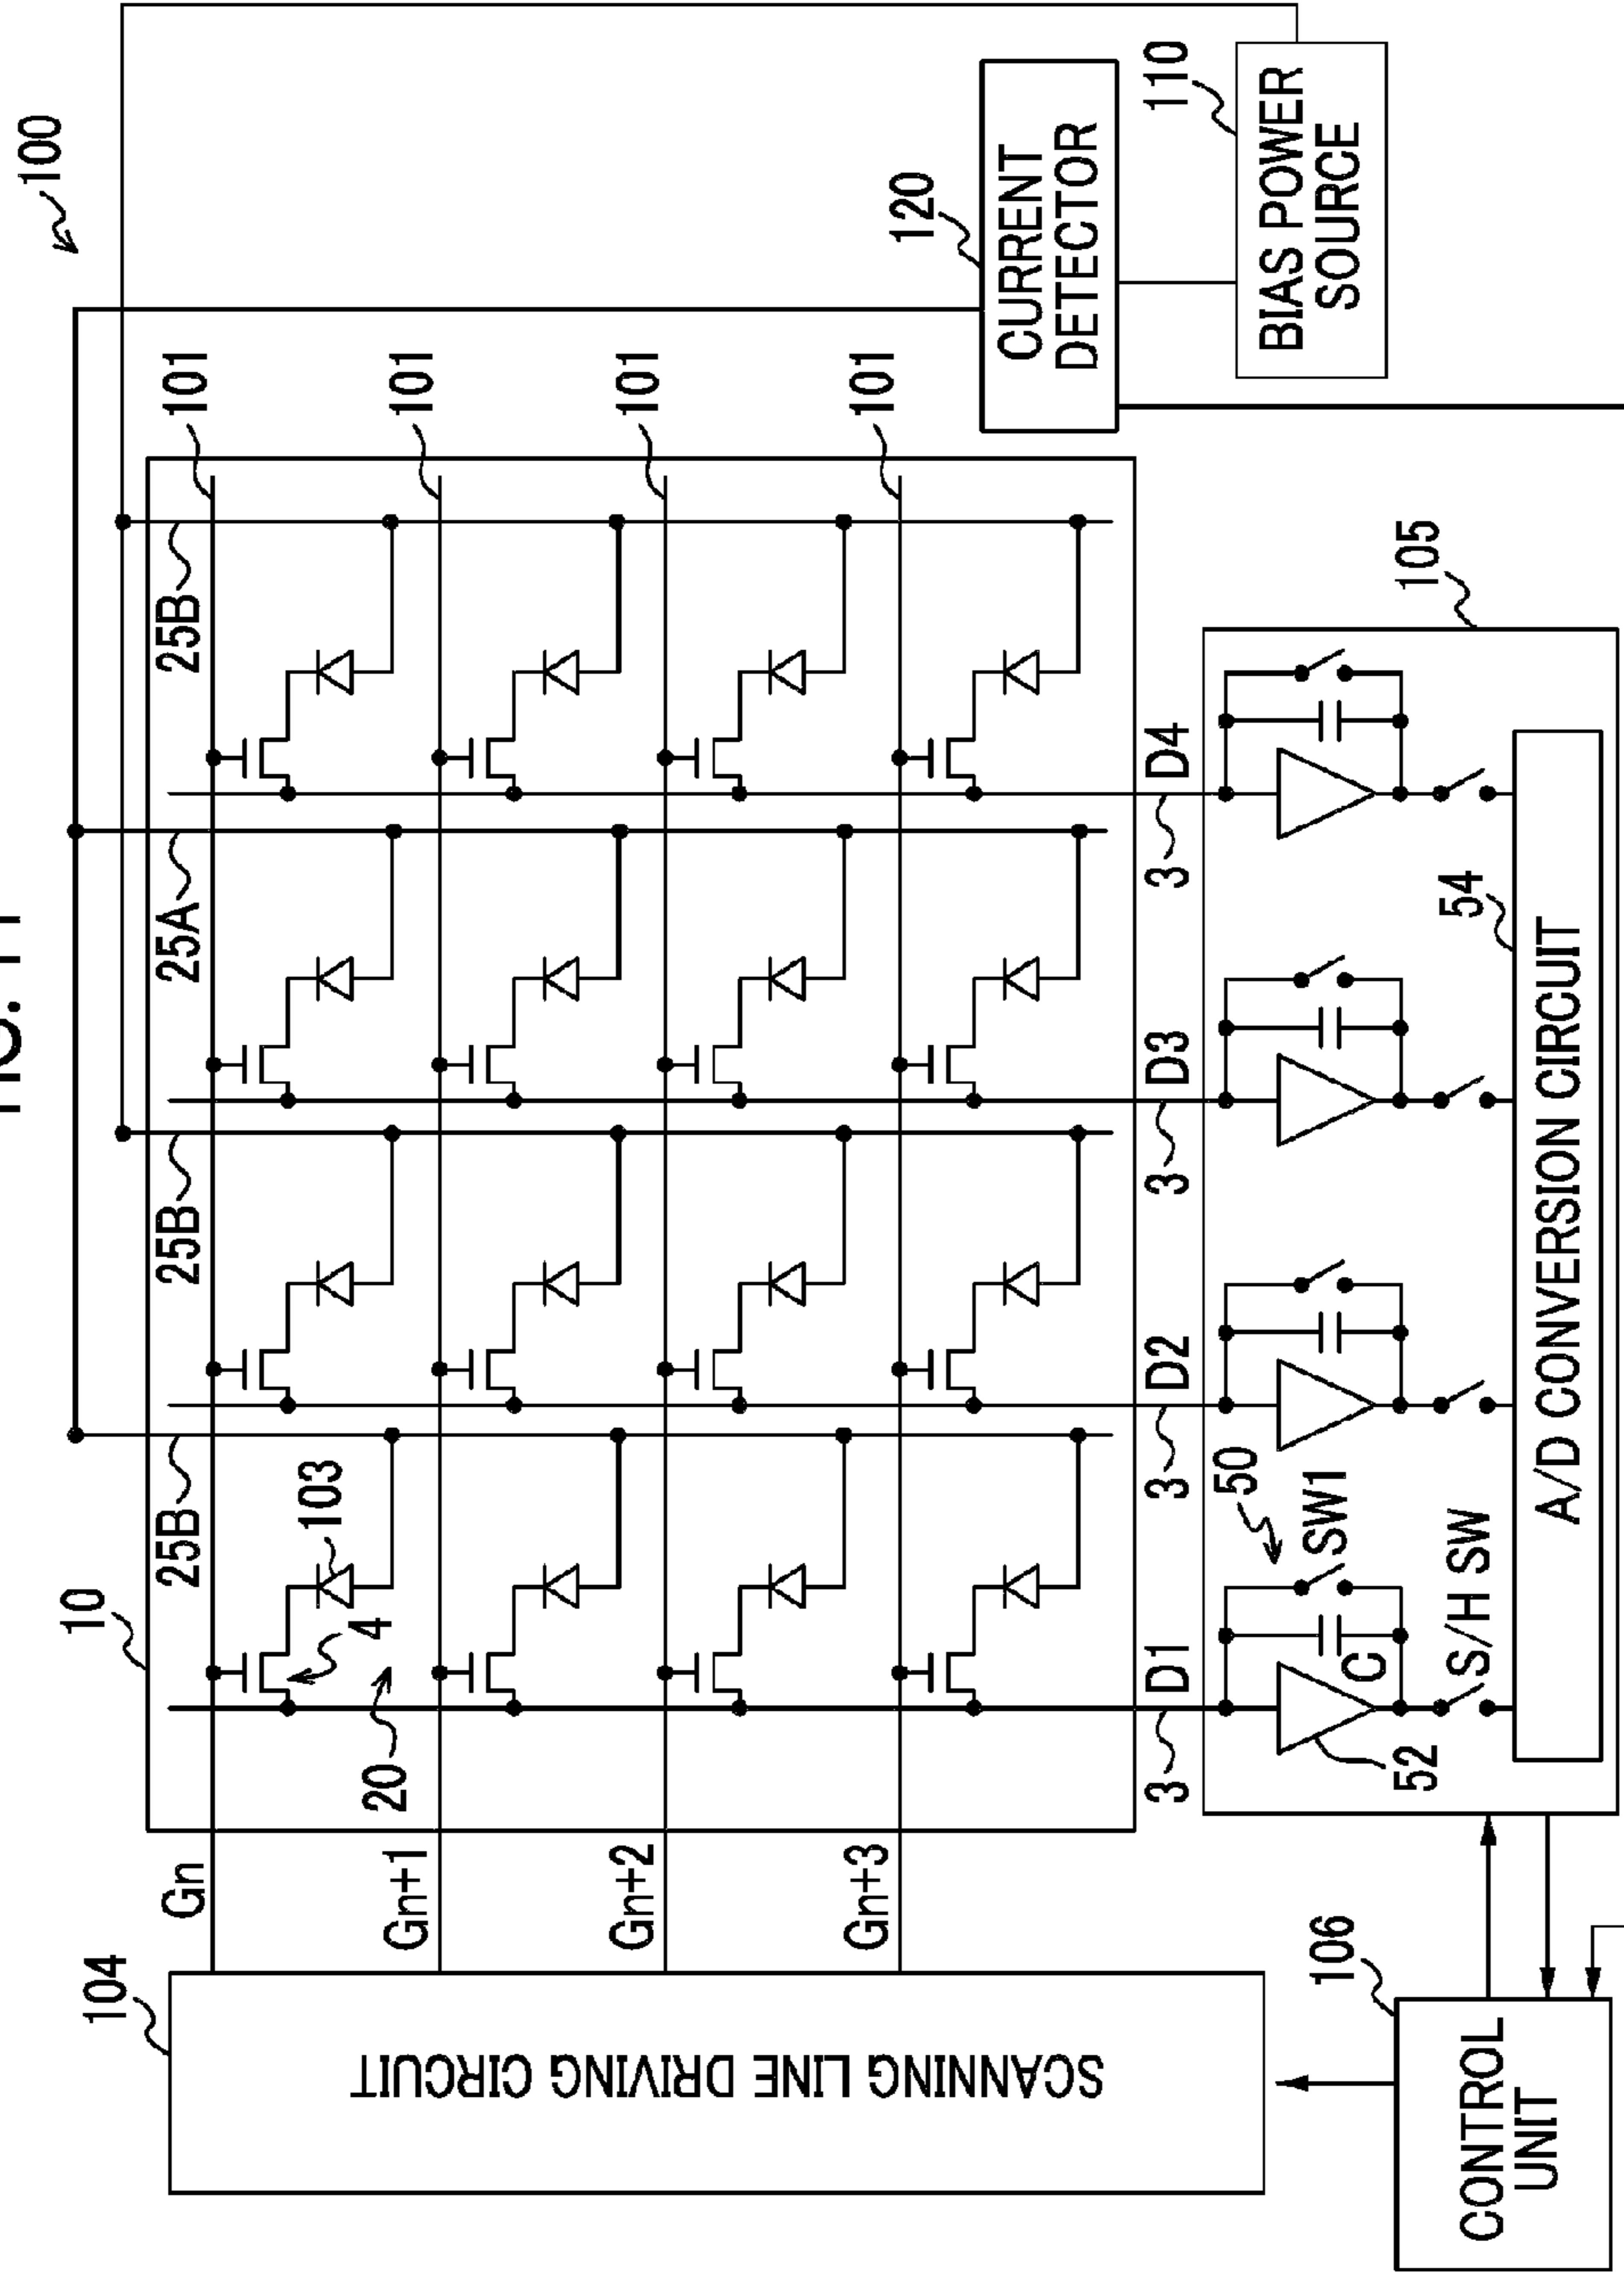 100
104
10
Gn
25B
25B
25A
25B
101
103
4
20
Gn+1
101
Gn+2
101
SCANNING LINE DRIVING CIRCUIT
Gn+3
101
120
CURRENT
DETECTOR
3
D1
3
D2
3
D3
3
D4
110
BIAS POWER
SOURCE
50
SW1
C
106
52
105
S/H SW
54
CONTROL
UNIT
A/D CONVERSION CIRCUIT